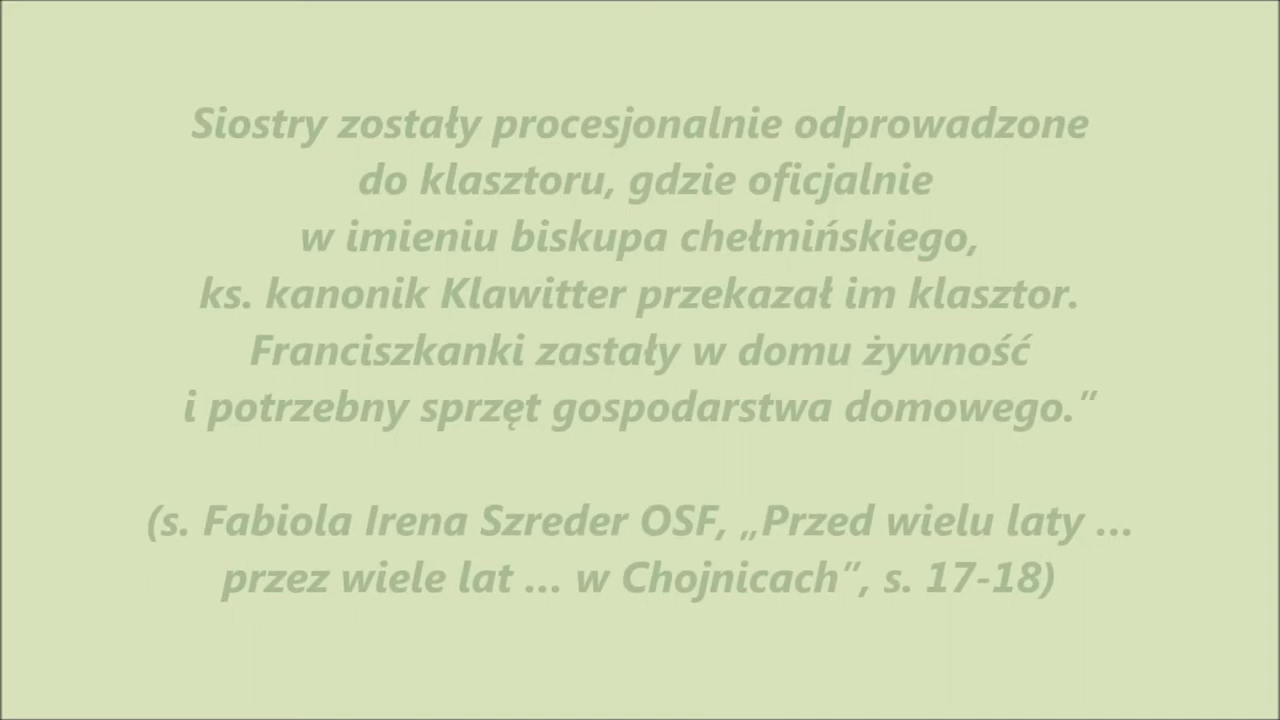 Siostry zostały procesjonalnie odprowadzone
do klasztoru, gdzie oficjalnie
w imieniu biskupa chełmińskiego,
ks. kanonik Klawitter przekazał im klasztor.
Franciszkanki zastały w domu żywność
i potrzebny sprzęt gospodarstwa domowego.”
(s. Fabiola Irena Szreder OSF, „Przed wielu laty ...
przez wiele lat ... w Chojnicach”, s. 17-18)